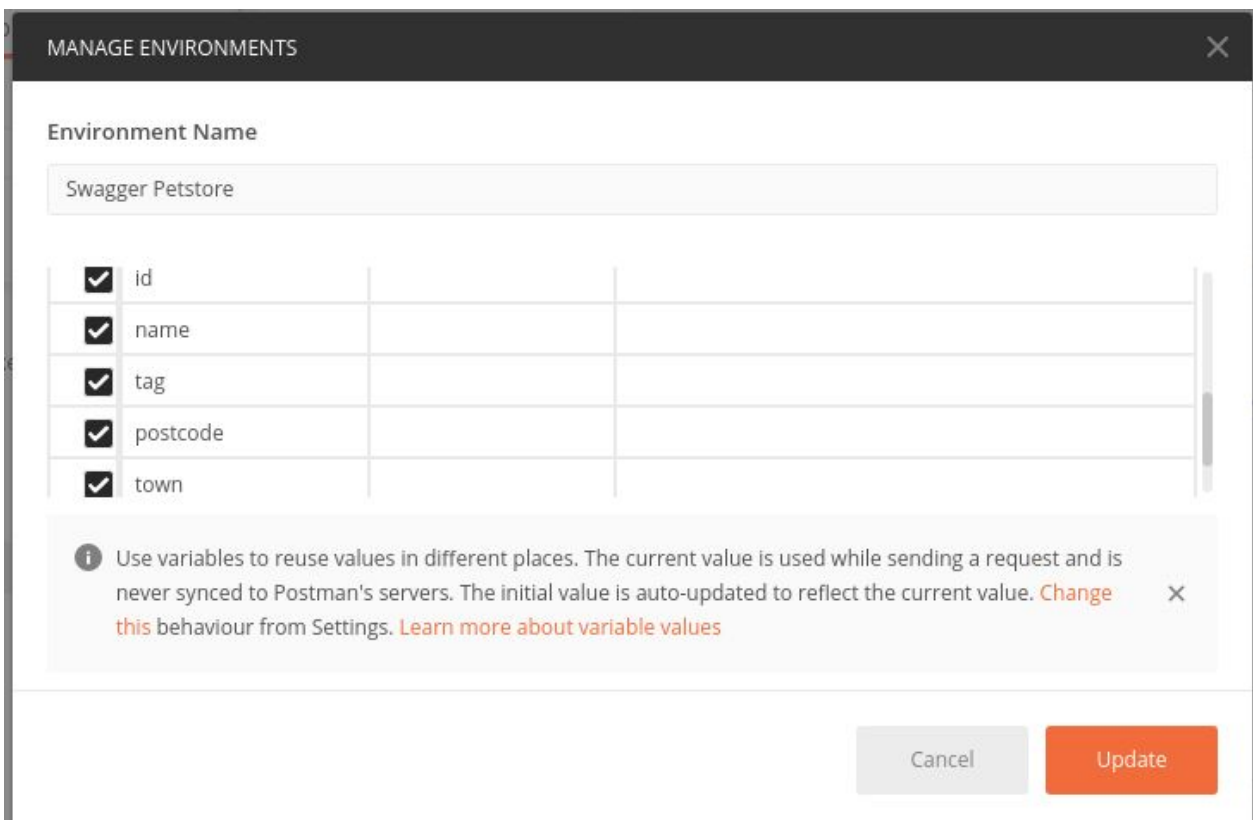 MANAGE ENVIRONMENTS
Environment Name
Swagger Petstore
id
name
tag
postcode
town
Use variables to reuse values in different places. The current value is used while sending a request and is
never synced to Postman's servers. The initial value is auto-updated to reflect the current value. Change
this behaviour from Settings. Learn more about variable values
Cancel
Update